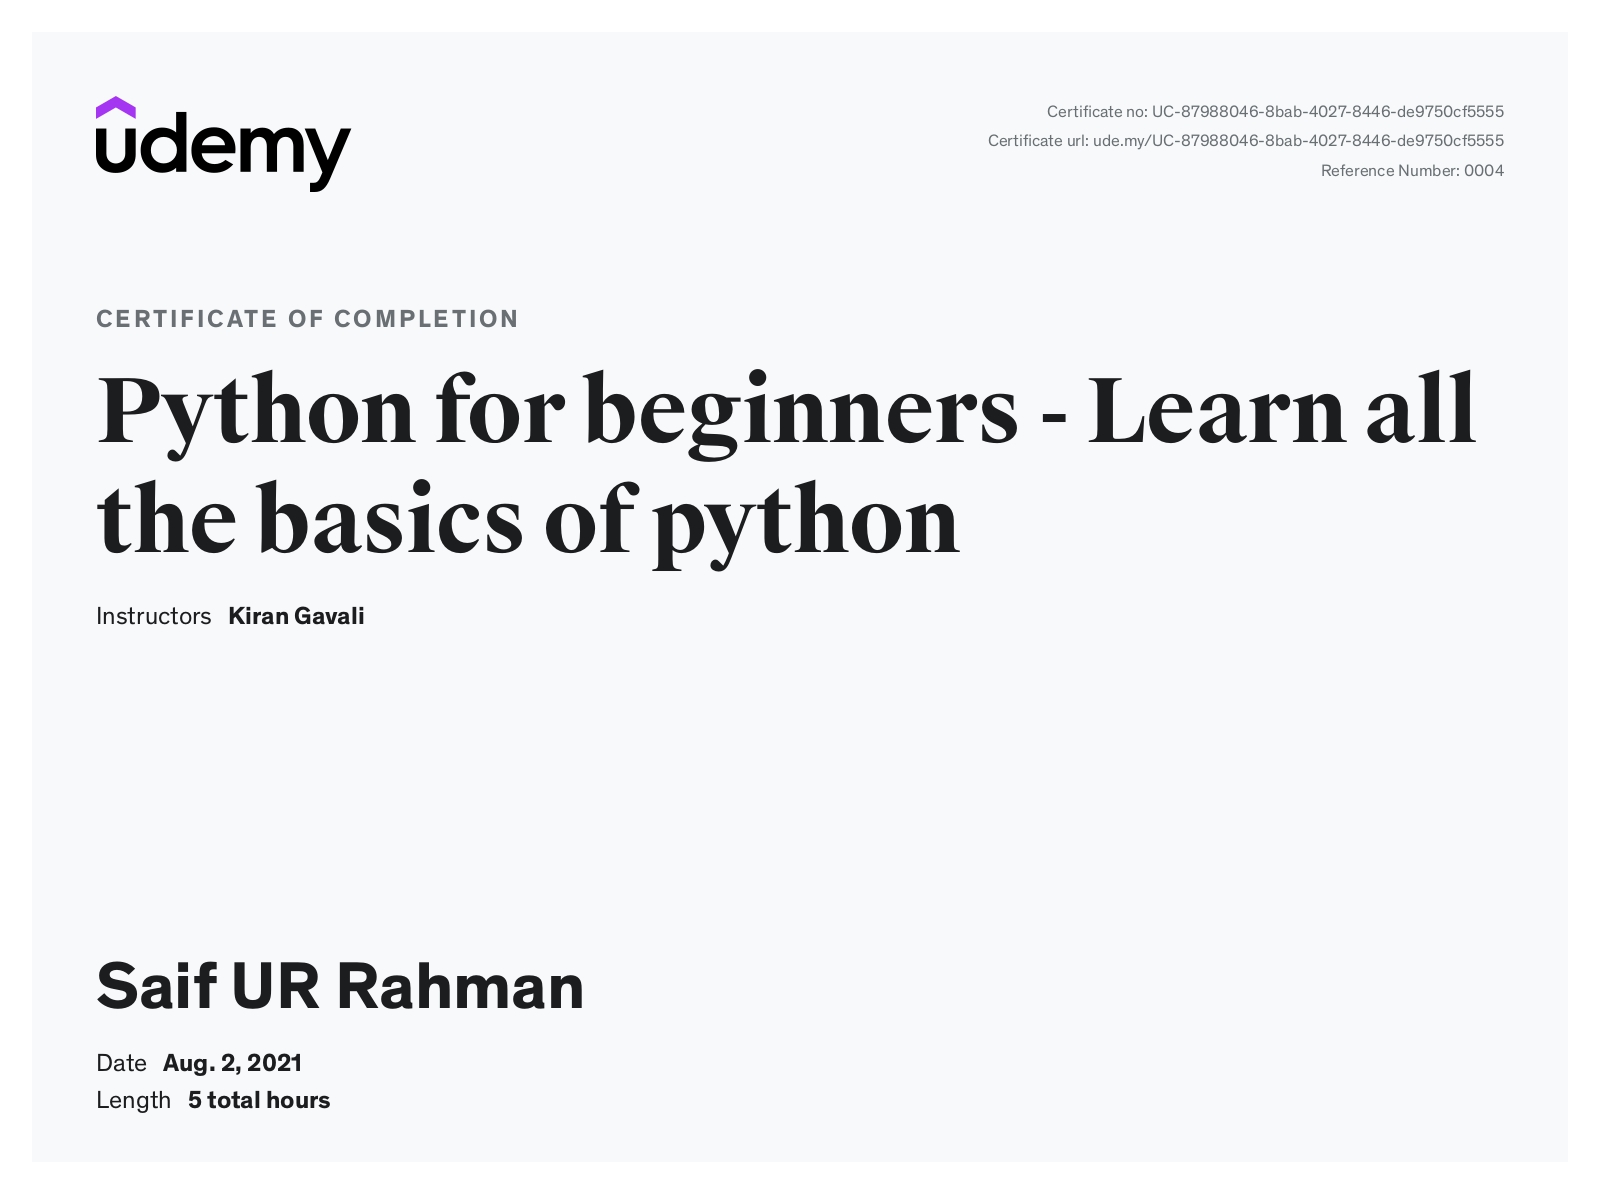 udemy
Certificate no: UC-87988046-8bab-4027-8446-de9750cf5555
Certificate url: ude.my/UC-87988046-8bab-4027-8446-de9750cf5555
Reference Number: 0004
CERTIFICATE OF COMPLETION
Python for beginners - Learn all
the basics of python
Instructors Kiran Gavali
Saif UR Rahman
Date Aug. 2, 2021
Length 5 total hours